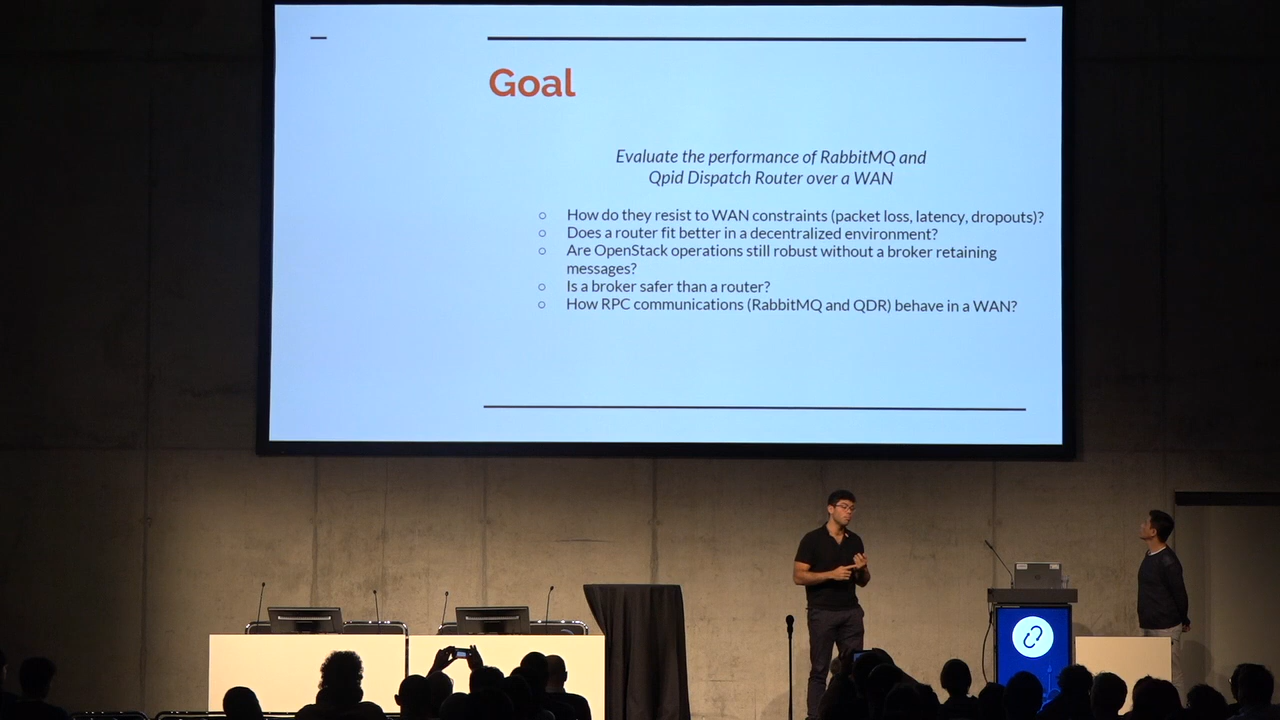 Goal
Evaluate the performance of RabbitMQ and
Qpid Dispatch Router over a WAN
○ How do they resist to WAN constraints (packet loss, latency, dropouts)?
○ Does a router fit better in a decentralized environment?
○ Are OpenStack operations still robust without a broker retaining
messages?
○ Is a broker safer than a router?
○ How RPC communications (RabbitMQ and QDR) behave in a WAN?